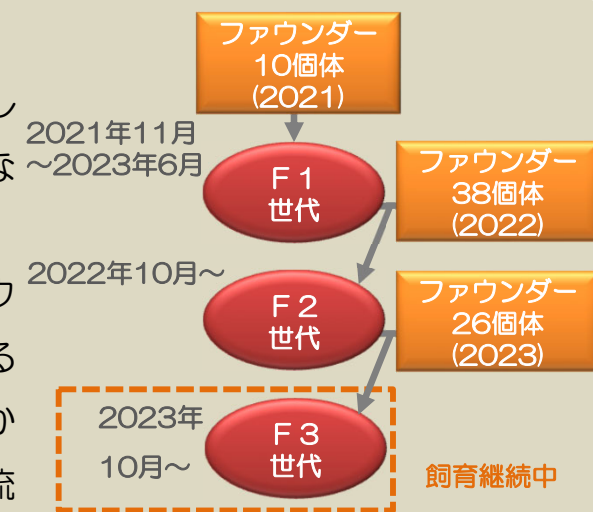 ファウンダー
10個体
(2021)
2021年11月
～2023年6月
F1
世代
ファウンダー
38個体
(2022)
2022年10月～
F2
世代
ファウンダー
26個体
(2023)
2023年
10月～
F3
世代
飼育継続中
な
る
か
流